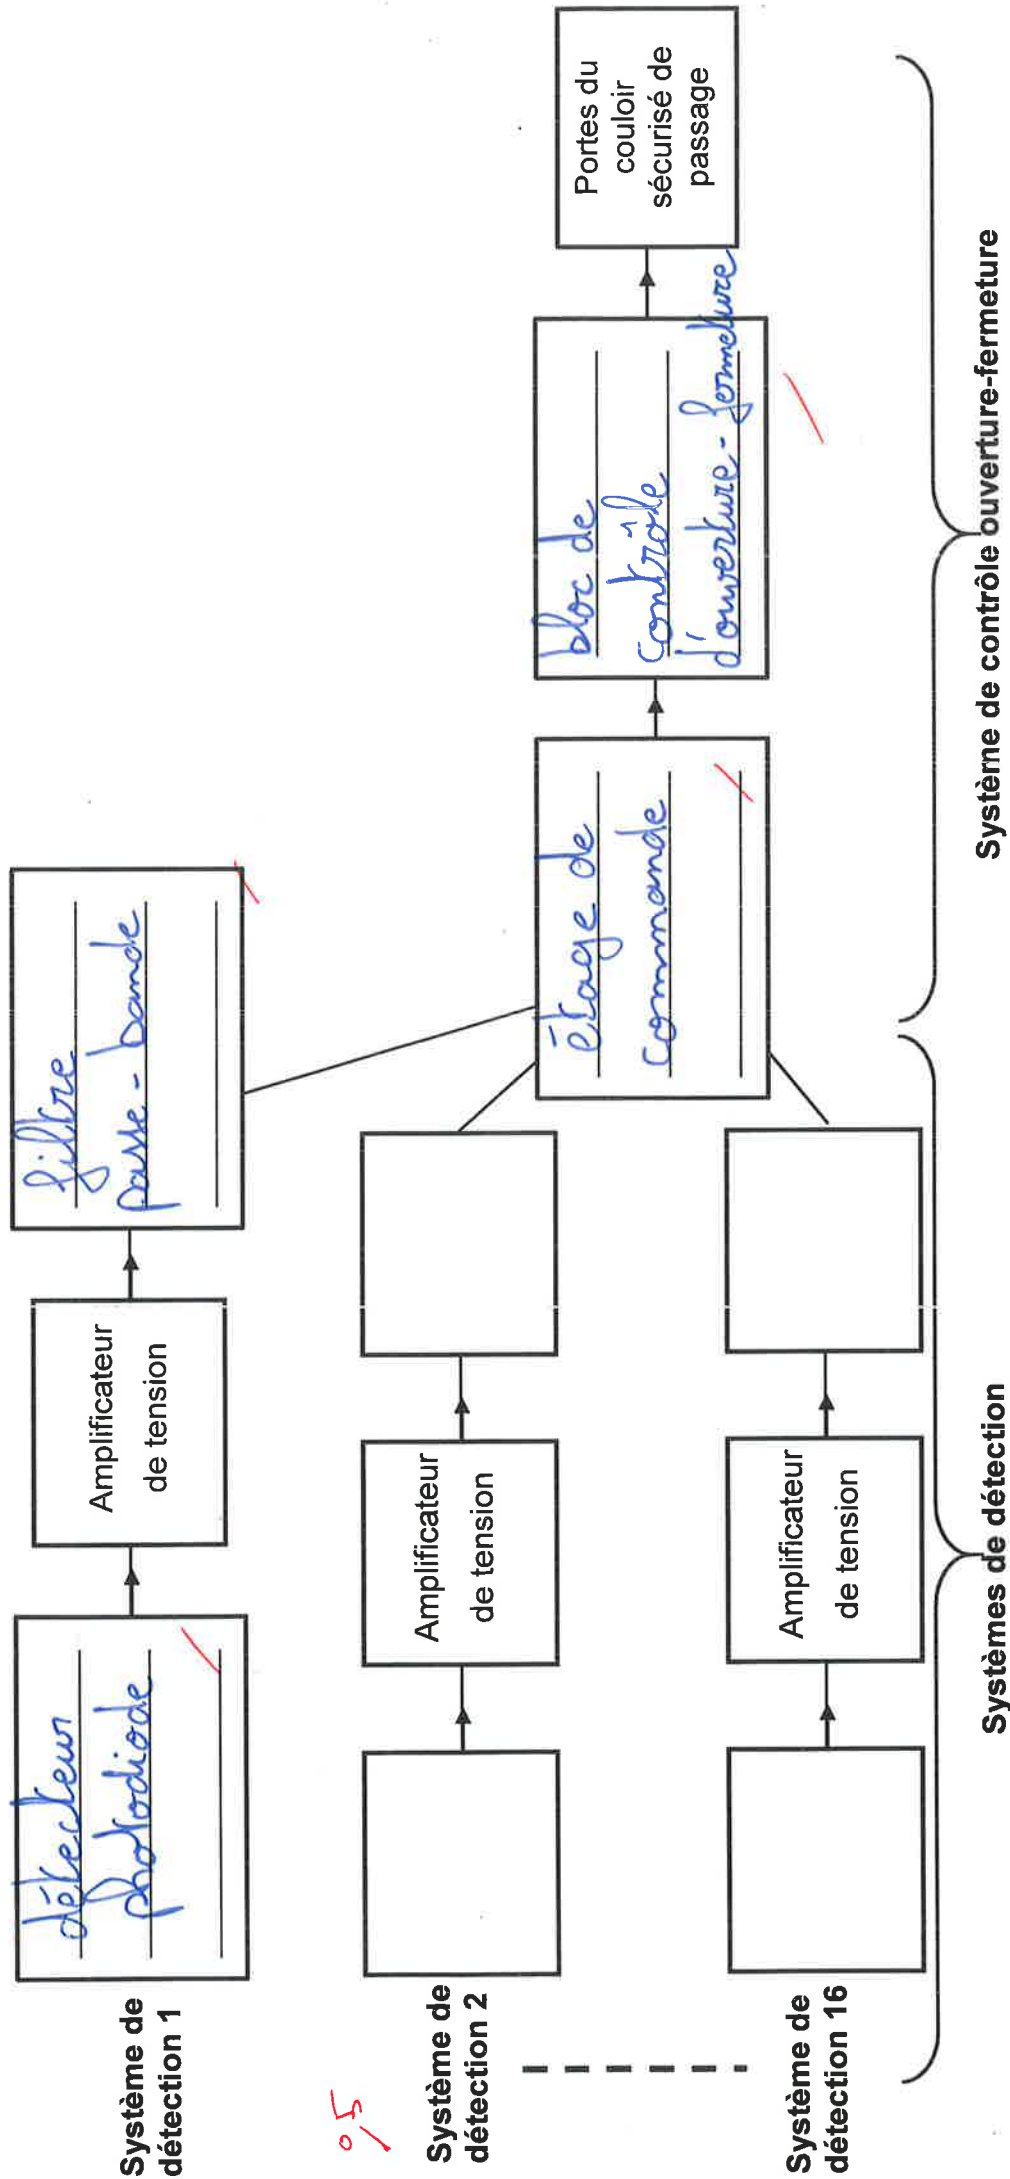 Système de
détection 1
détecteur
photodiode
Amplificateur
de tension
filtre
passe-bande
0,5
Système de
détection 2
Amplificateur
de tension
étage de
commande
bloc de
contrôle
d'ouverture-fermeture
Portes du
couloir
sécurisé de
passage
Système de
détection 16
Amplificateur
de tension
Systèmes de détection
Système de contrôle ouverture-fermeture